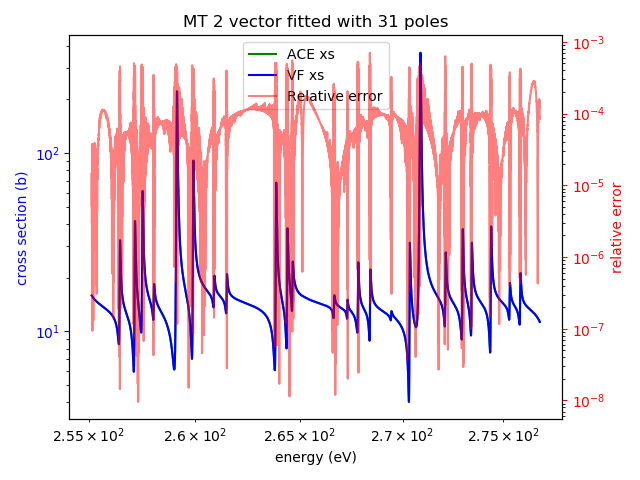 MT 2 vector fitted with 31 poles
ACE xs
VF xs
Relative error
cross section (b)
10²
10¹
relative error
10⁻³
10⁻⁴
10⁻⁵
10⁻⁶
10⁻⁷
10⁻⁸
2.55×10² 2.6×10² 2.65×10² 2.7×10² 2.75×10²
energy (eV)